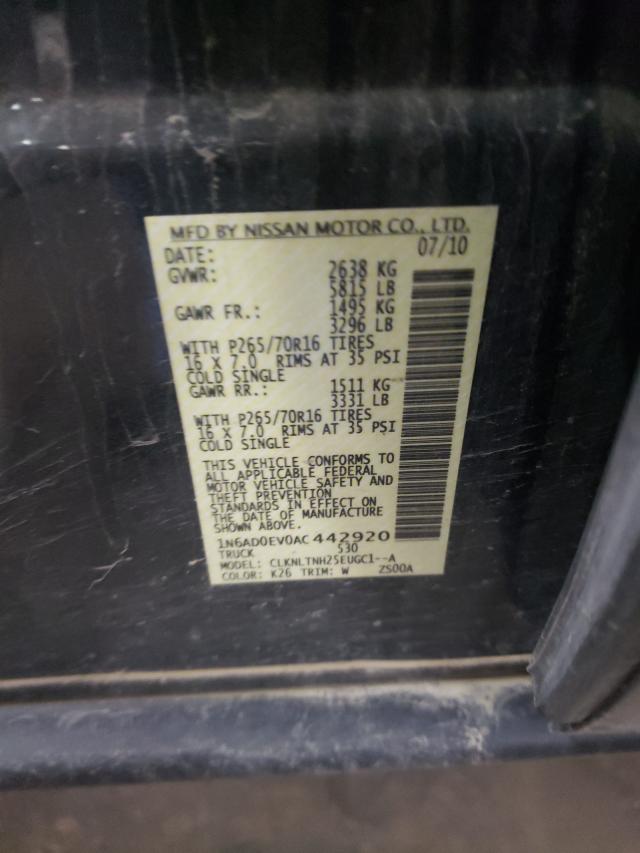 MFD BY NISSAN MOTOR CO., LTD.
DATE: 07/10
GVWR: 2638 KG
5815 LB
GAWR FR.: 1495 KG
3296 LB
WITH P265/70R16 TIRES
16 X 7.0 RIMS AT 35 PSI
COLD SINGLE
GAWR RR.: 1511 KG
3331 LB
WITH P265/70R16 TIRES
16 X 7.0 RIMS AT 35 PSI
COLD SINGLE
THIS VEHICLE CONFORMS TO
ALL APPLICABLE FEDERAL
MOTOR VEHICLE SAFETY AND
THEFT PREVENTION
STANDARDS IN EFFECT ON
THE DATE OF MANUFACTURE
SHOWN ABOVE.
1N6AD0EV0AC 442920
TRUCK 530
MODEL: CLKNLTNH25EUGC1--A
COLOR: K26 TRIM: W ZS00A